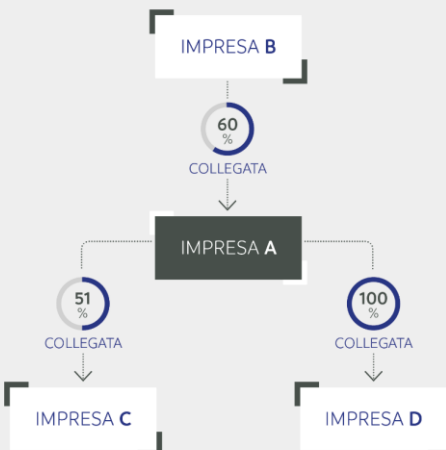 IMPRESA B
60
%
COLLEGATA
IMPRESA A
51
%
COLLEGATA
100
%
COLLEGATA
IMPRESA C
IMPRESA D